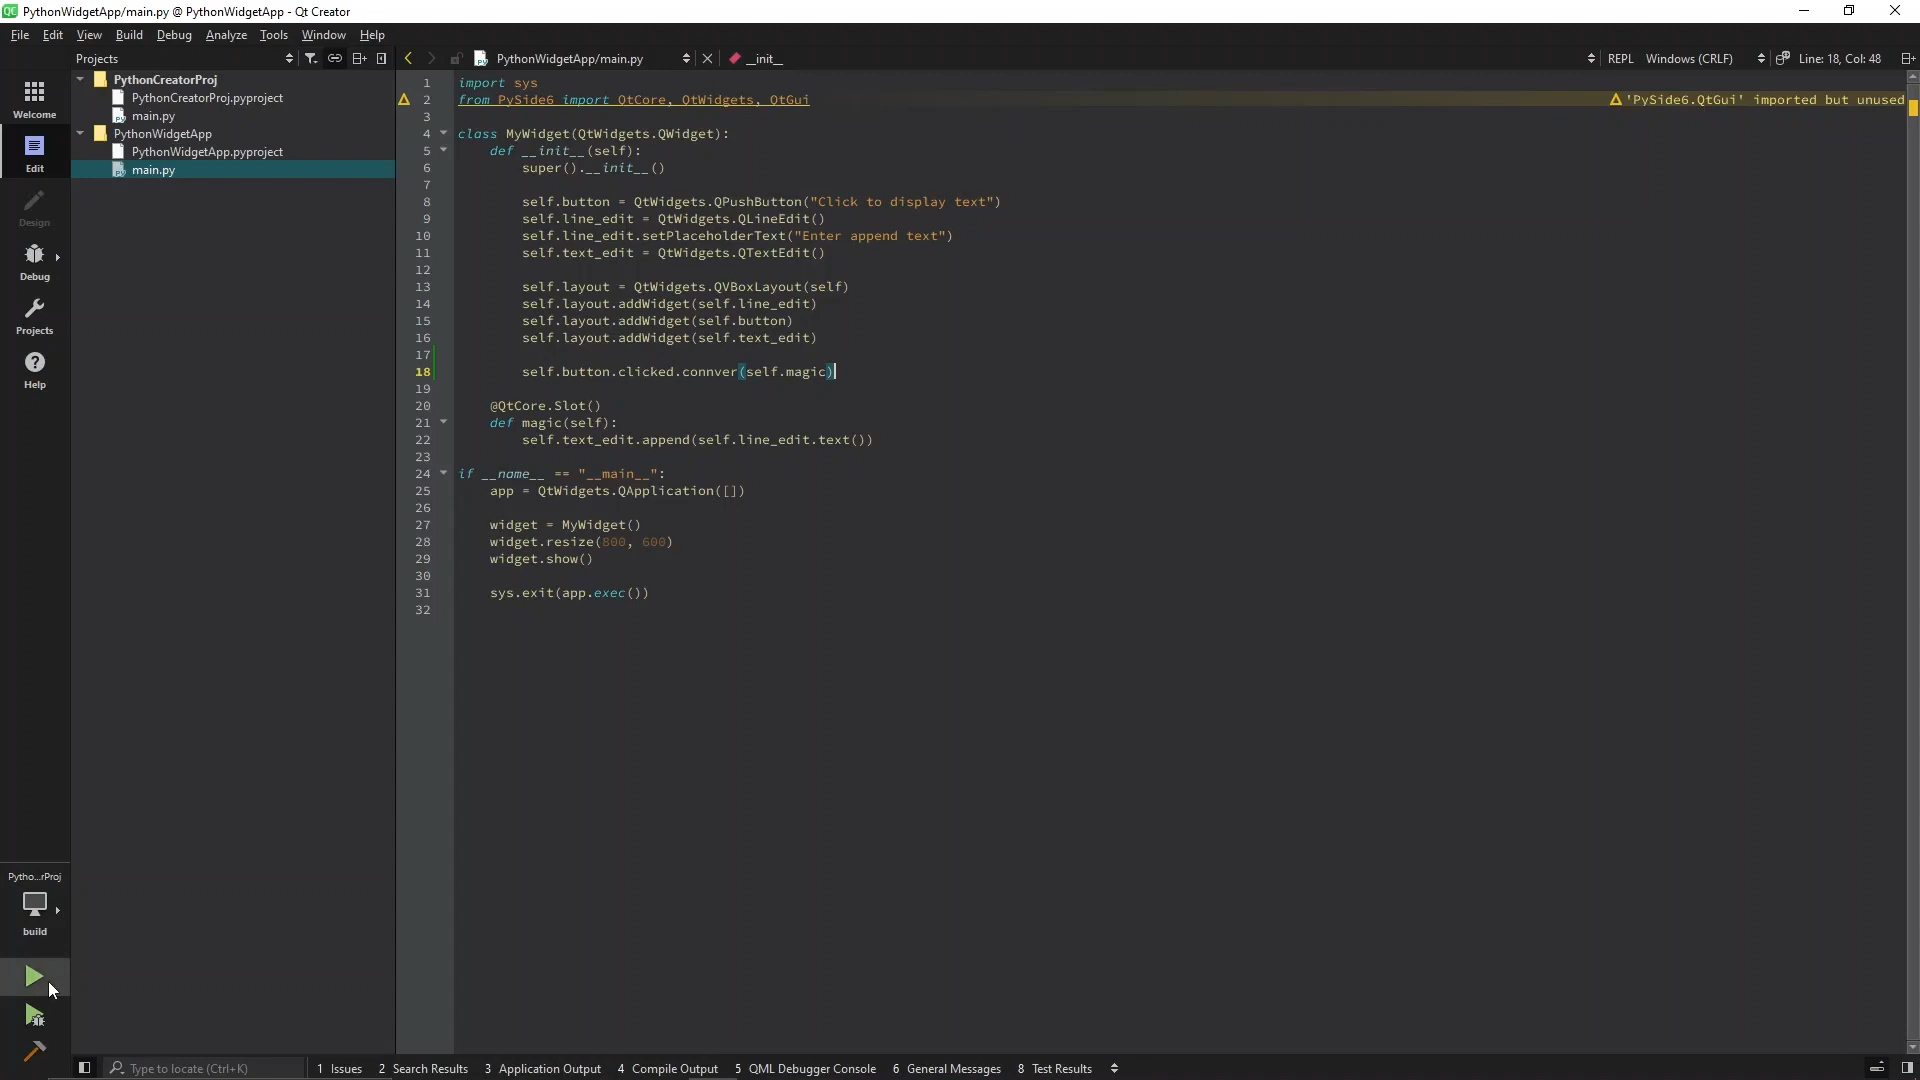 PythonWidgetApp/main.py @ PythonWidgetApp - Qt Creator
File Edit View Build Debug Analyze Tools Window Help
Projects
PythonWidgetApp/main.py
__init__
REPL Windows (CRLF) Line: 18, Col: 48
Welcome
Edit
Design
Debug
Projects
Help
PythonCreatorProj
PythonCreatorProj.pyproject
main.py
PythonWidgetApp
PythonWidgetApp.pyproject
main.py
1 import sys
2 from PySide6 import QtCore, QtWidgets, QtGui
'PySide6.QtGui' imported but unused
3
4 class MyWidget(QtWidgets.QWidget):
5 def __init__(self):
6 super().__init__()
7
8 self.button = QtWidgets.QPushButton("Click to display text")
9 self.line_edit = QtWidgets.QLineEdit()
10 self.line_edit.setPlaceholderText("Enter append text")
11 self.text_edit = QtWidgets.QTextEdit()
12
13 self.layout = QtWidgets.QVBoxLayout(self)
14 self.layout.addWidget(self.line_edit)
15 self.layout.addWidget(self.button)
16 self.layout.addWidget(self.text_edit)
17
18 self.button.clicked.connver(self.magic)
19
20 @QtCore.Slot()
21 def magic(self):
22 self.text_edit.append(self.line_edit.text())
23
24 if __name__ == "__main__":
25 app = QtWidgets.QApplication([])
26
27 widget = MyWidget()
28 widget.resize(800, 600)
29 widget.show()
30
31 sys.exit(app.exec())
32
Pytho...rProj
build
Type to locate (Ctrl+K)
1 Issues 2 Search Results 3 Application Output 4 Compile Output 5 QML Debugger Console 6 General Messages 8 Test Results